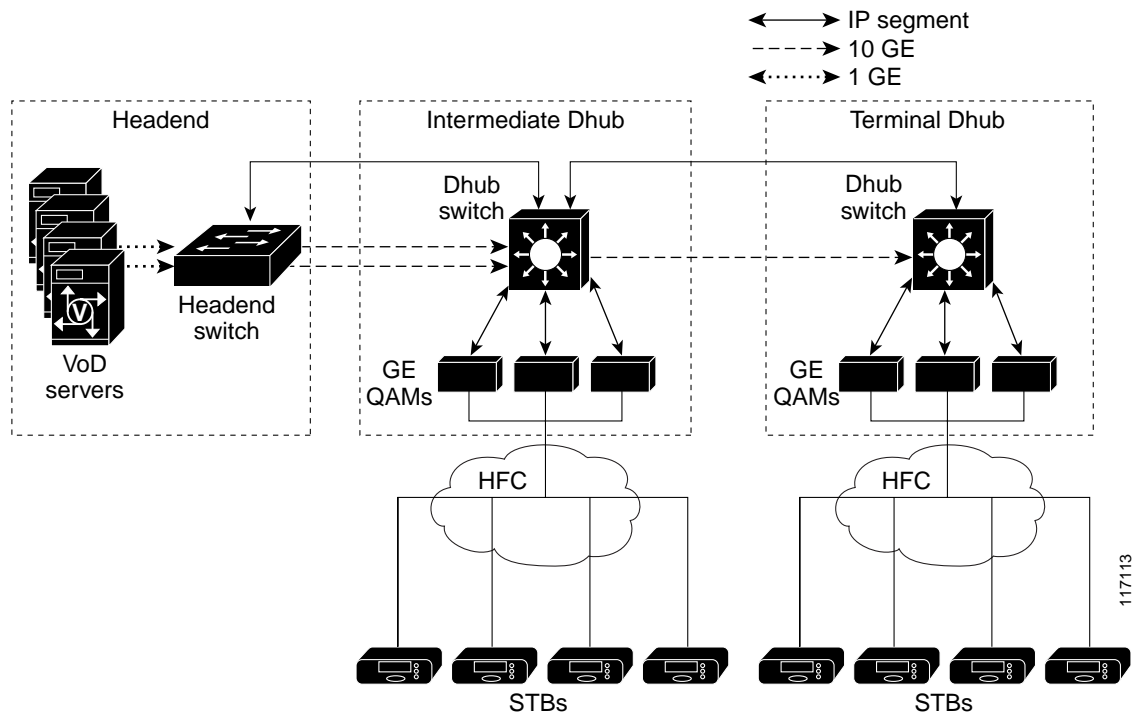 IP segment
10 GE
1 GE
Headend
Intermediate Dhub
Terminal Dhub
Dhub
switch
Dhub
switch
Headend
switch
V
VoD
servers
GE
QAMs
GE
QAMs
HFC
HFC
117113
STBs
STBs